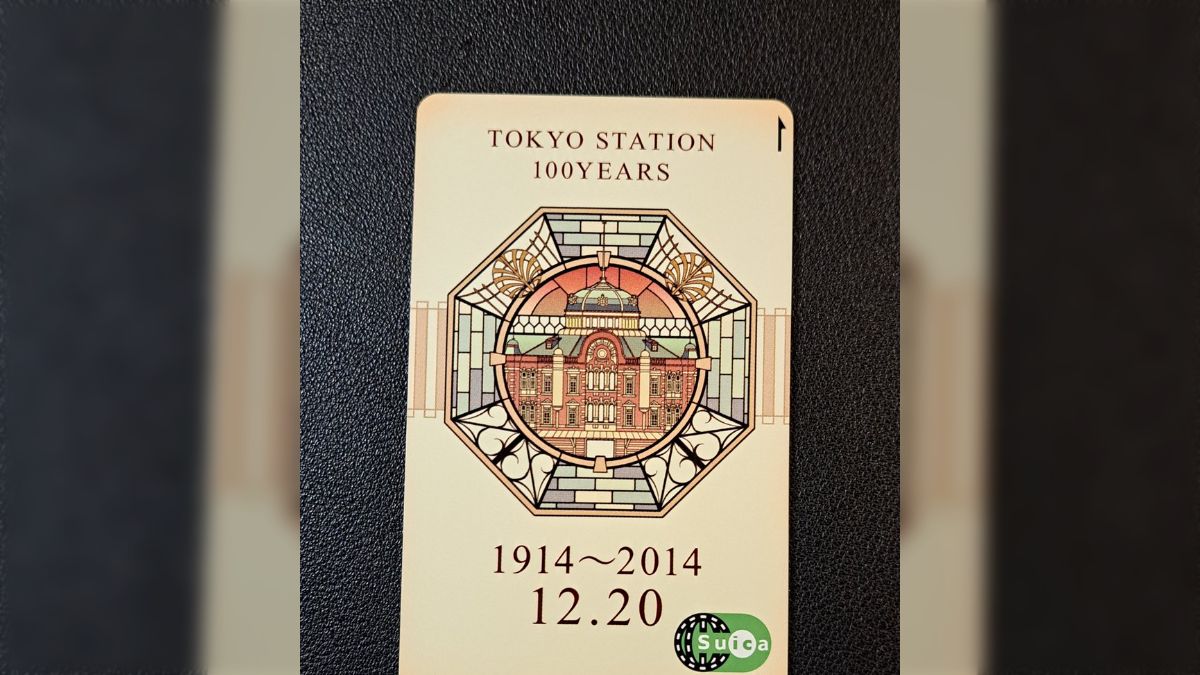 TOKYO STATION
100YEARS
1914～2014
12.20
Suica